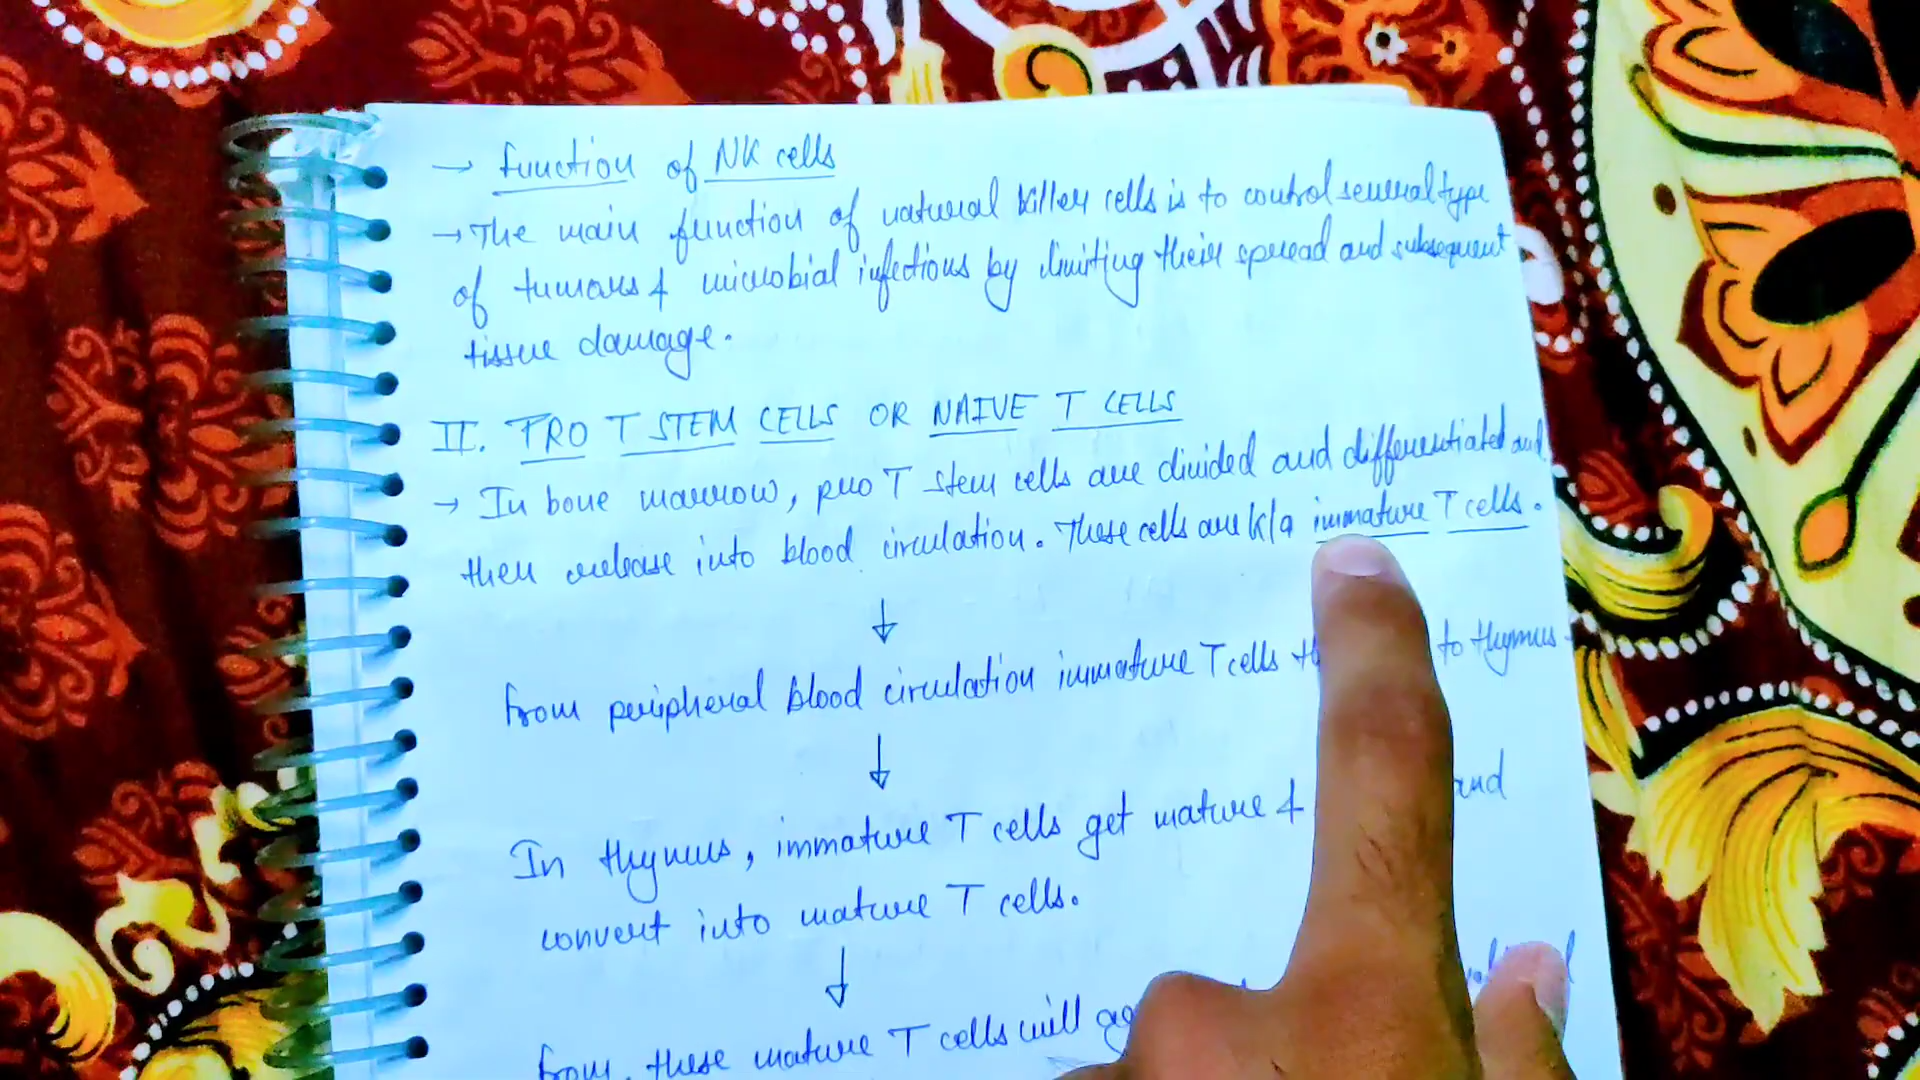 → function of NK cells
→ The main function of natural killer cells is to control several type
of tumors & microbial infections by limiting their spread and subsequent
tissue damage.
II. PRO T STEM CELLS OR NAIVE T CELLS
→ In bone marrow, pro T stem cells are divided and differentiated and
then release into blood circulation. These cells are k/a immature T cells.
↓
from peripheral blood circulation immature T cells to thymus
↓
In thymus, immature T cells get mature & and
convert into mature T cells.
↓
from, these mature T cells will